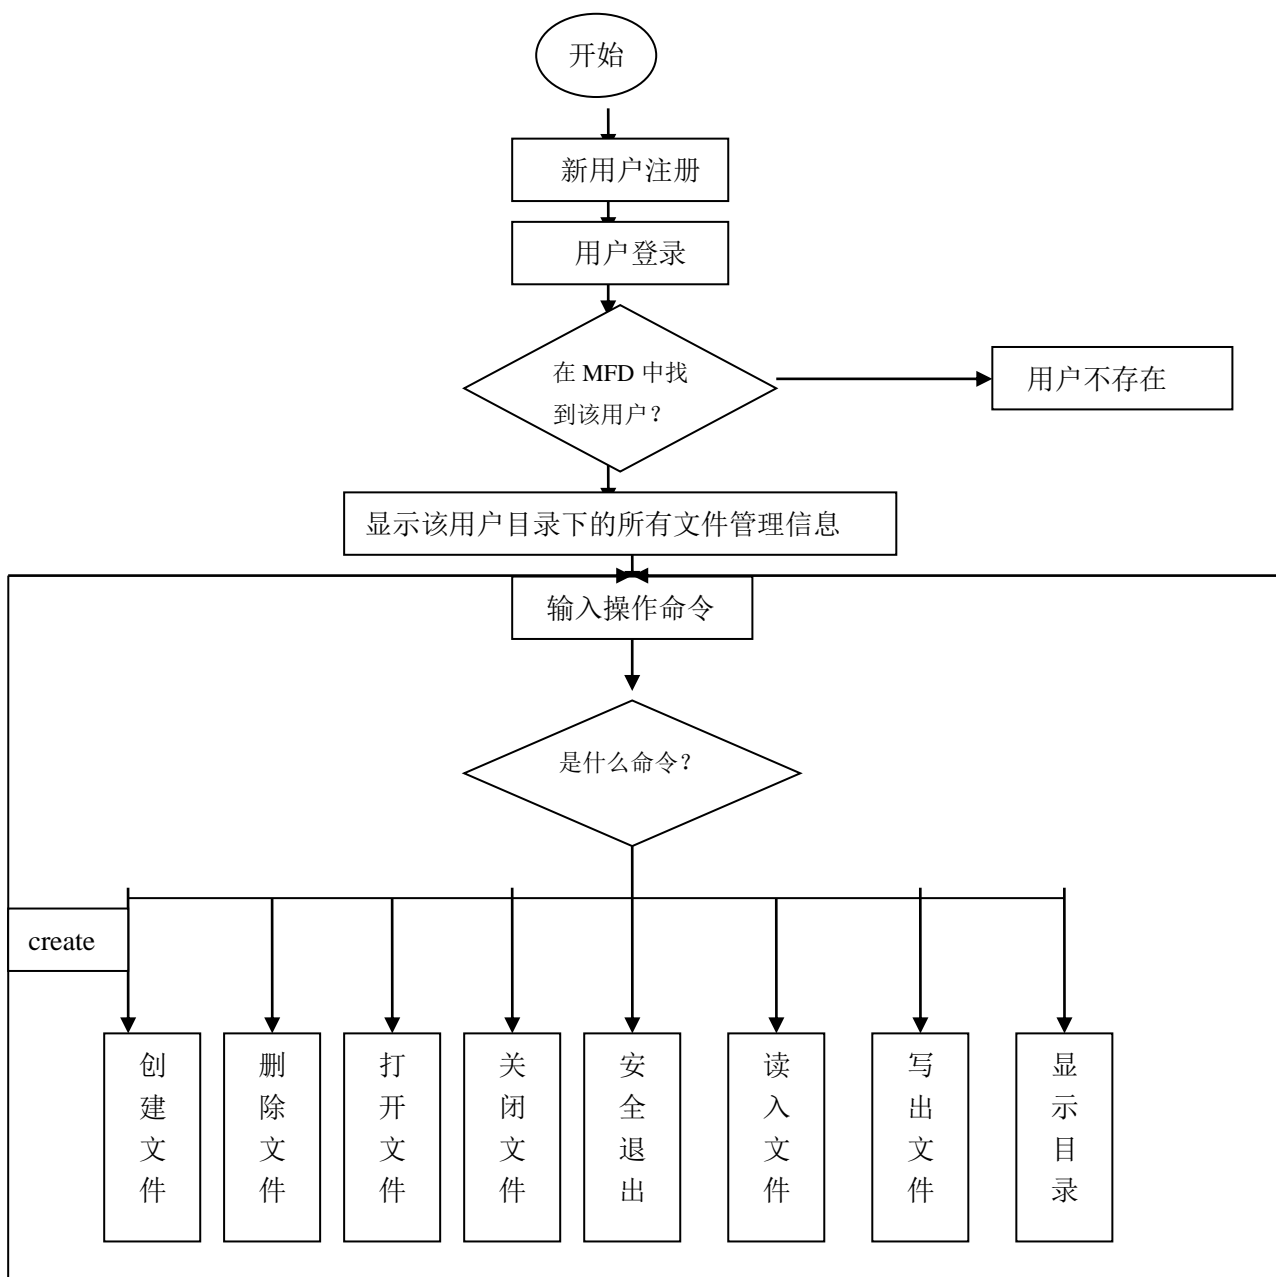 开始
新用户注册
用户登录
在 MFD 中找
到该用户？
用户不存在
显示该用户目录下的所有文件管理信息
输入操作命令
是什么命令？
create
创建文件
删除文件
打开文件
关闭文件
安全退出
读入文件
写出文件
显示目录